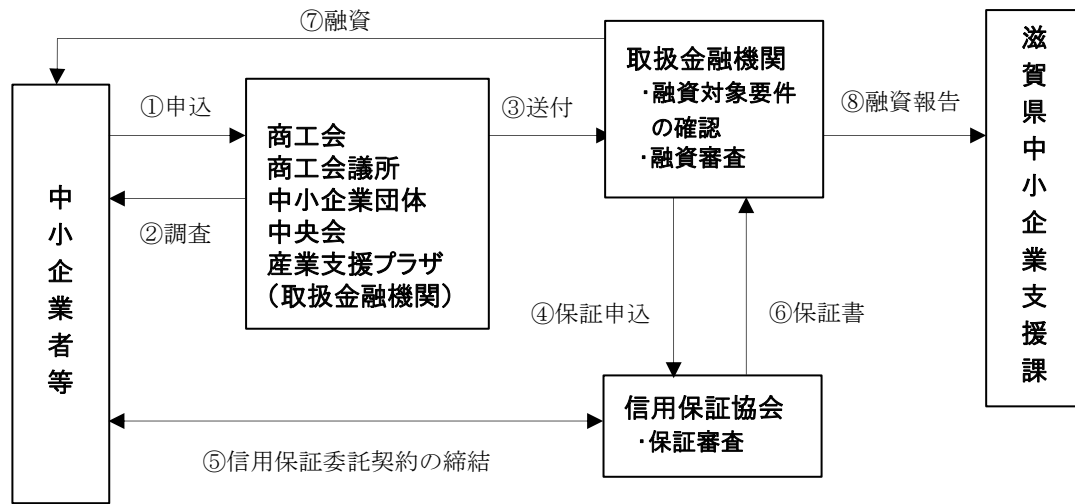 ⑦融資
中小企業者等
①申込
②調査
商工会
商工会議所
中小企業団体
中央会
産業支援プラザ
（取扱金融機関）
③送付
取扱金融機関
・融資対象要件
の確認
・融資審査
⑧融資報告
滋賀県中小企業支援課
④保証申込
⑥保証書
信用保証協会
・保証審査
⑤信用保証委託契約の締結